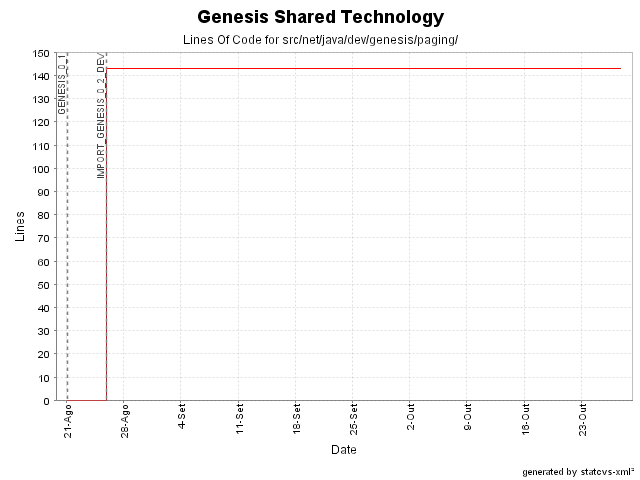 Genesis Shared Technology
Lines Of Code for src/net/java/dev/genesis/paging/
150
140
130
120
110
100
90
80
70
60
50
40
30
20
10
0
Lines
GENESIS_0_1
IMPORT_GENESIS_0_2_DEV
21-Ago
28-Ago
4-Set
11-Set
18-Set
25-Set
2-Out
9-Out
16-Out
23-Out
Date
generated by statcvs-xml²